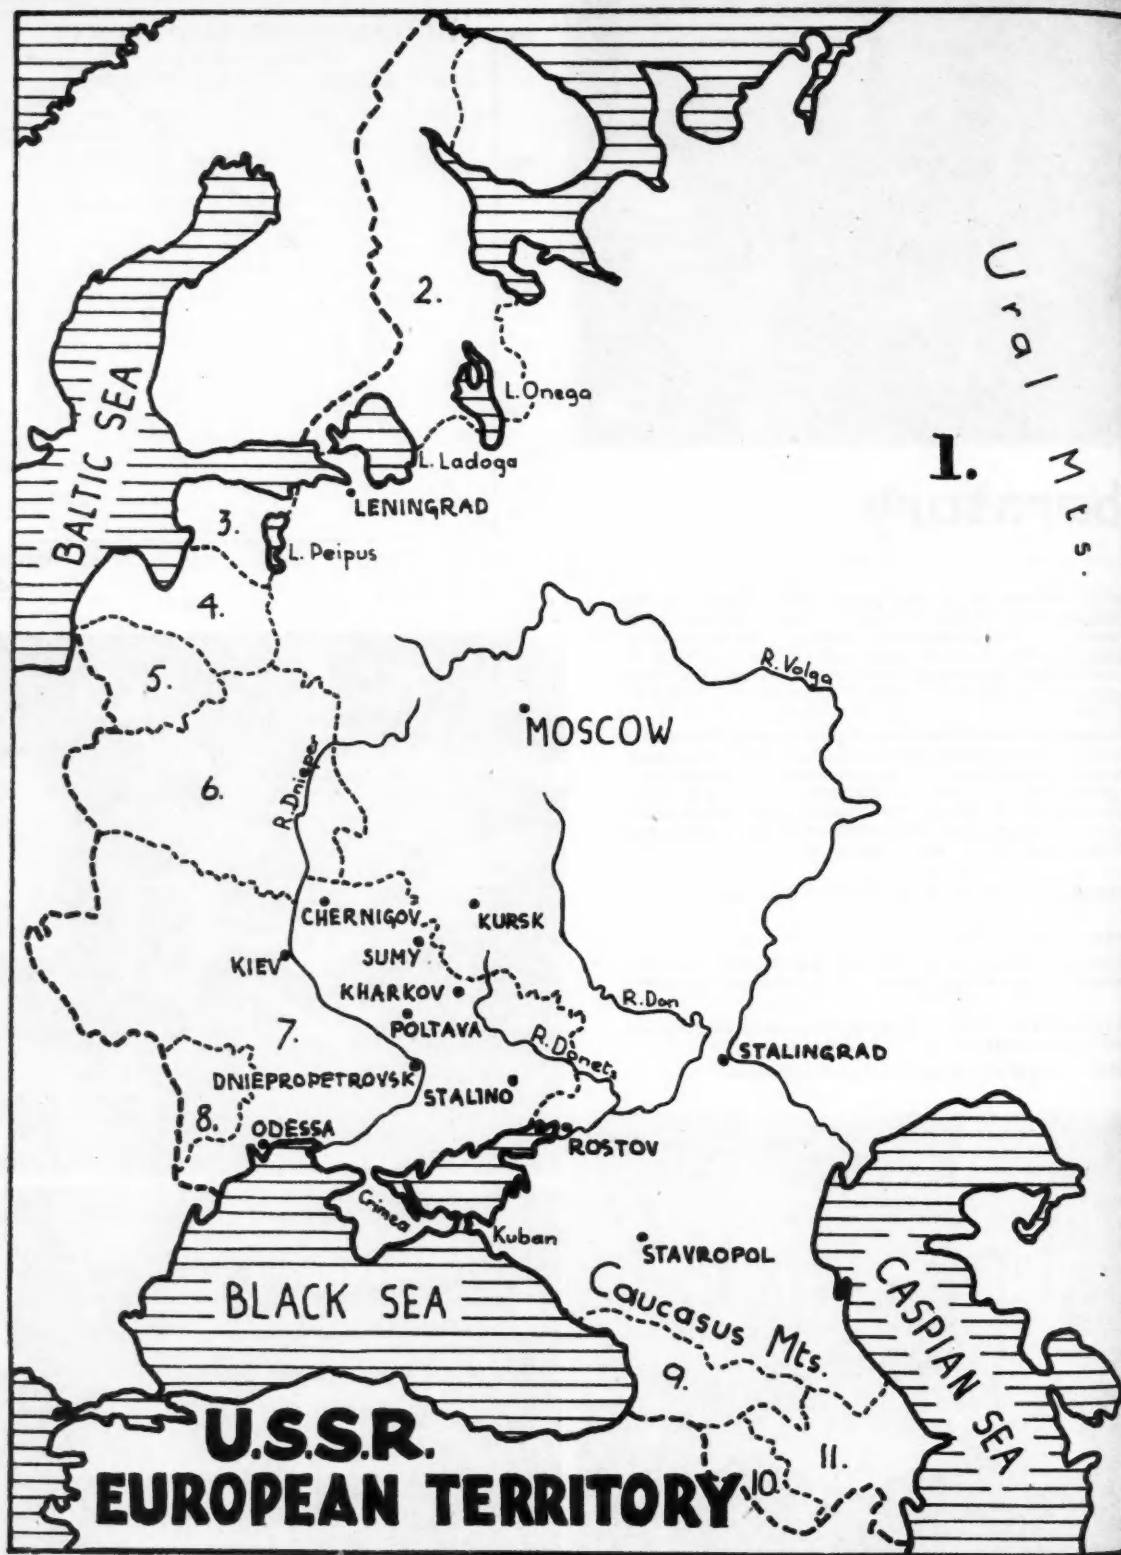 Ural Mts.
2.
L. Onega
1.
BALTIC SEA
L. Ladoga
LENINGRAD
3.
L. Peipus
4.
R. Volga
5.
MOSCOW
R. Dnieper
6.
CHERNIGOV
KURSK
SUMY
KIEV
KHARKOV
R. Don
POLTAVA
7.
R. Donets
STALINGRAD
DNIEPROPETROVSK
STALINO
8.
ODESSA
ROSTOV
Crimea
Kuban
STAVROPOL
BLACK SEA
Caucasus Mts.
CASPIAN SEA
9.
U.S.S.R.
11.
EUROPEAN TERRITORY
10.